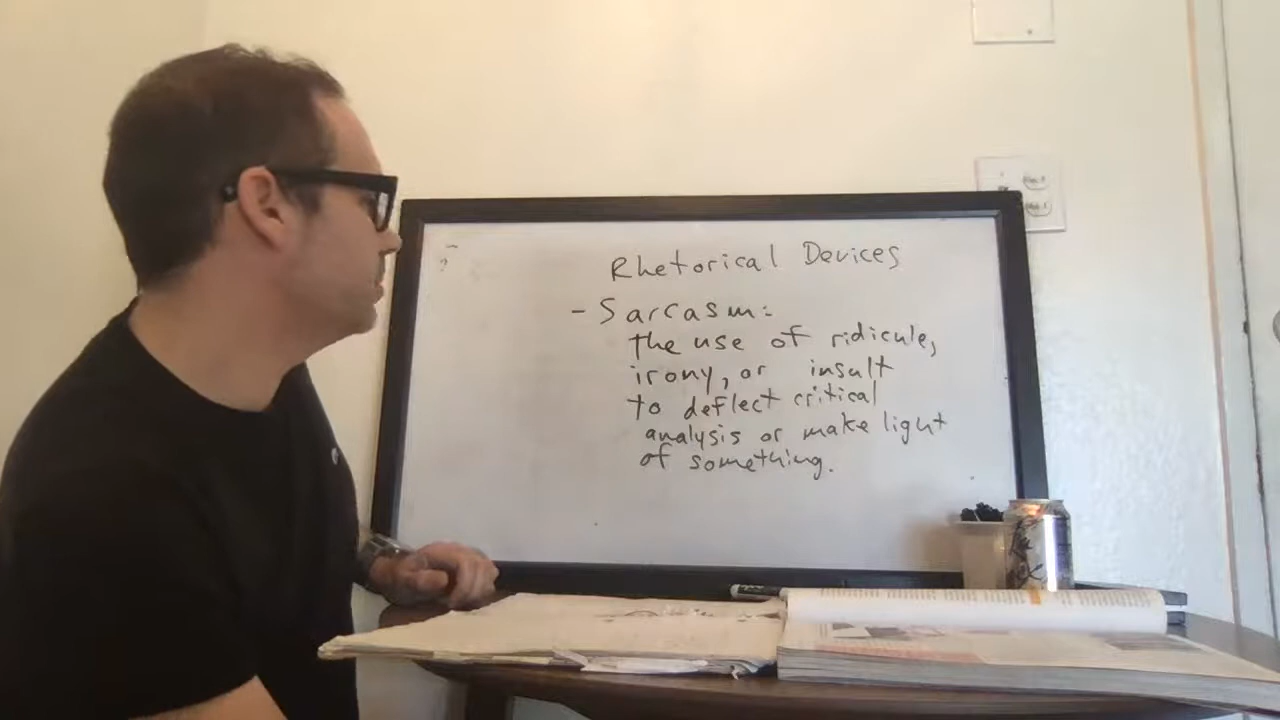 Rhetorical Devices
- Sarcasm:
the use of ridicule,
irony, or insult
to deflect critical
analysis or make light
of something.